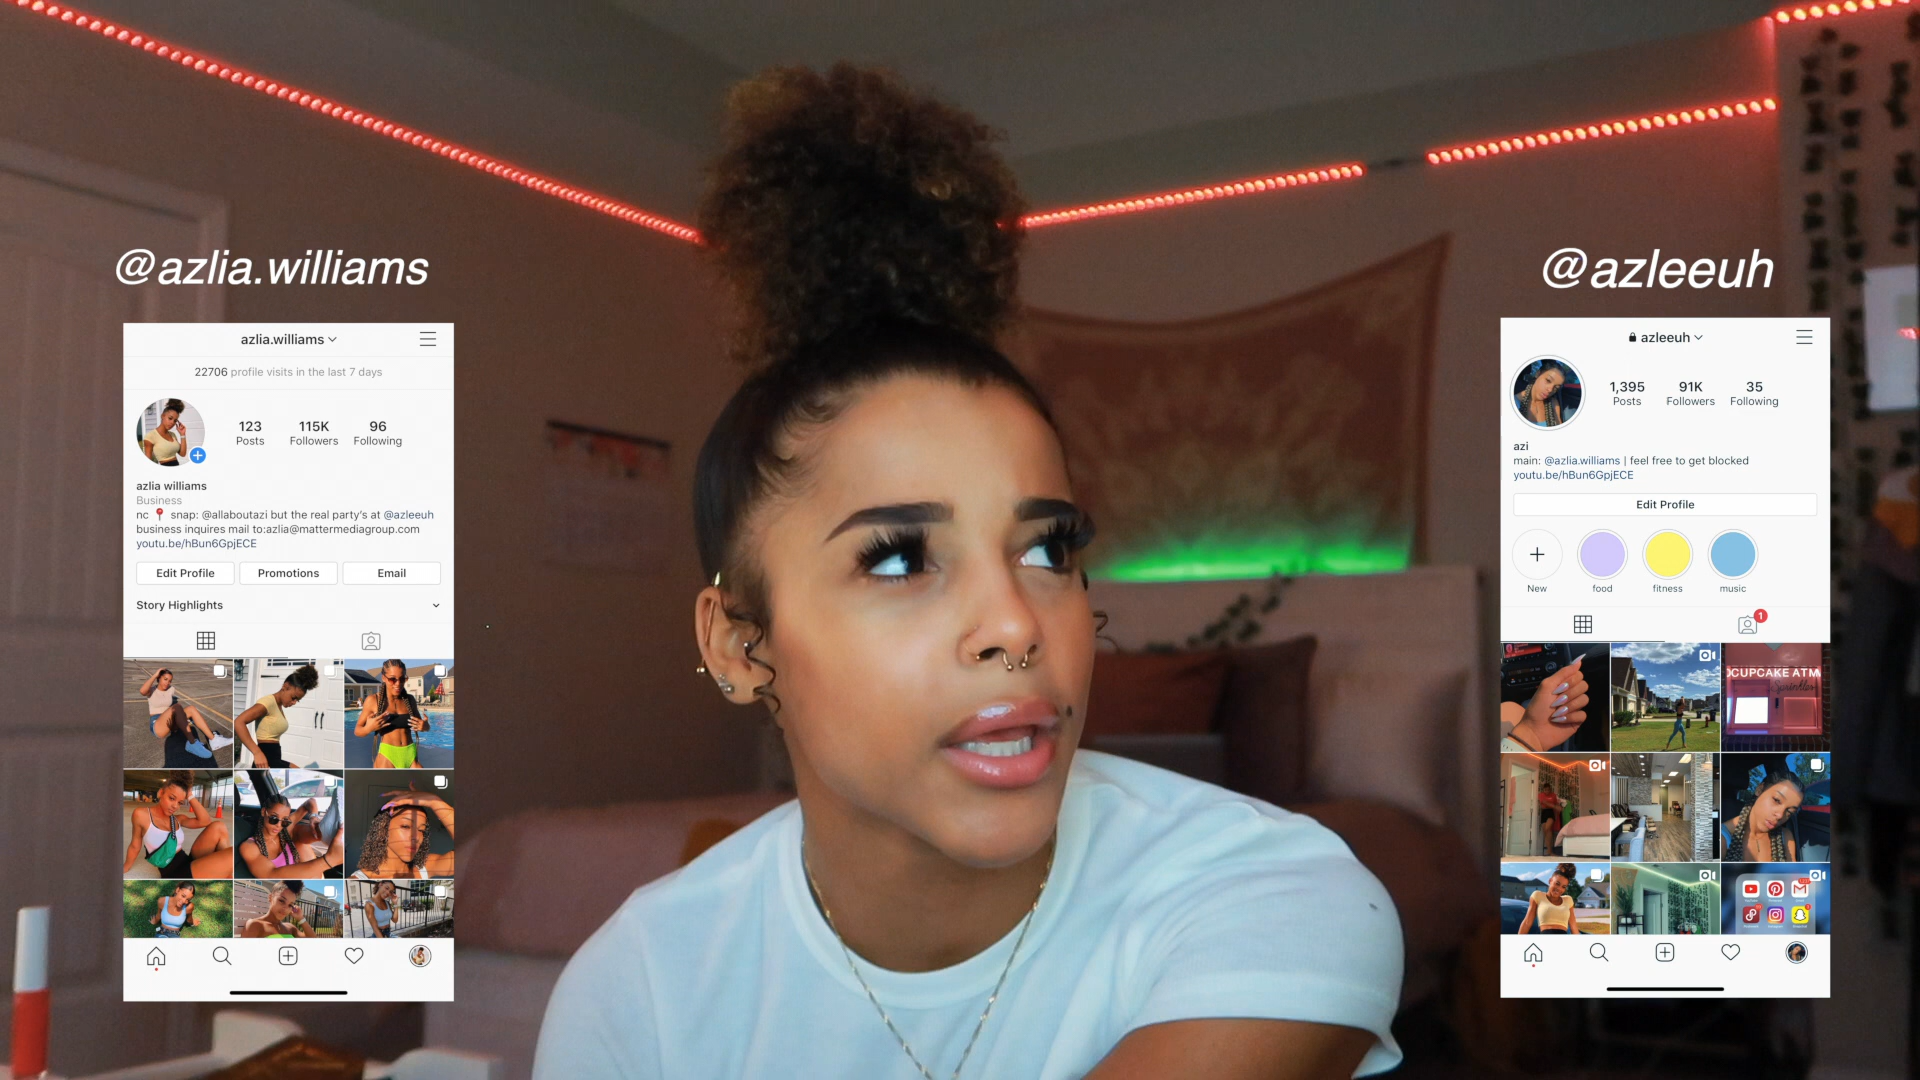 @azlia.williams
azlia.williams
22706 profile visits in the last 7 days
123 115K 96
Posts Followers Following
azlia williams
Business
nc 📍 snap: @allaboutazi but the real party's at @azleeuh
business inquires mail to:azlia@mattermediagroup.com
youtu.be/hBun6GpjECE
Edit Profile Promotions Email
Story Highlights
@azleeuh
azleeuh
1,395 91K 35
Posts Followers Following
azi
main: @azlia.williams | feel free to get blocked
youtu.be/hBun6GpjECE
Edit Profile
New food fitness music
1
CUPCAKE ATM
Sprinkles